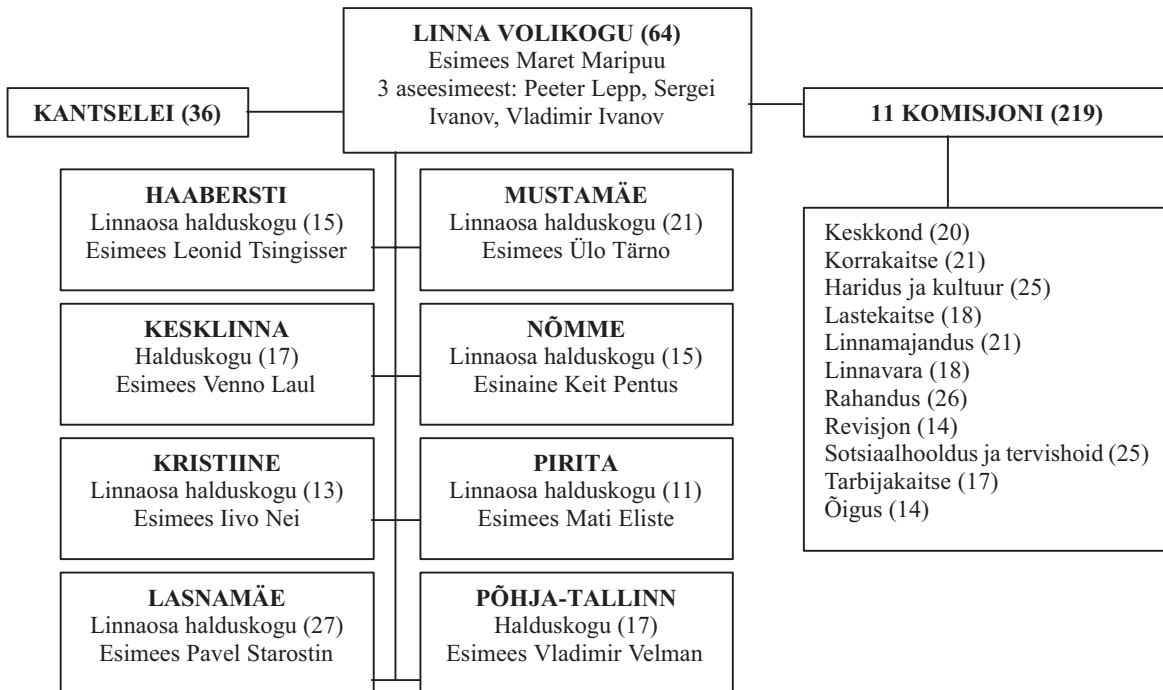 LINNA VOLIKOGU (64)
Esimees Maret Maripuu
3 aseesimeest: Peeter Lepp, Sergei
Ivanov, Vladimir Ivanov
KANTSELEI (36)
11 KOMISJONI (219)
HAABERSTI
Linnaosa halduskogu (15)
Esimees Leonid Tsingisser
MUSTAMÄE
Linnaosa halduskogu (21)
Esimees Ülo Tärno
KESKLINNA
Halduskogu (17)
Esimees Venno Laul
NÕMME
Linnaosa halduskogu (15)
Esinaine Keit Pentus
KRISTIINE
Linnaosa halduskogu (13)
Esimees Iivo Nei
PIRITA
Linnaosa halduskogu (11)
Esimees Mati Eliste
LASNAMÄE
Linnaosa halduskogu (27)
Esimees Pavel Starostin
PÕHJA-TALLINN
Halduskogu (17)
Esimees Vladimir Velman
Keskkond (20)
Korrakaitse (21)
Haridus ja kultuur (25)
Lastekaitse (18)
Linnamajandus (21)
Linnavara (18)
Rahandus (26)
Revisjon (14)
Sotsiaalhooldus ja tervishoid (25)
Tarbijakaitse (17)
Õigus (14)